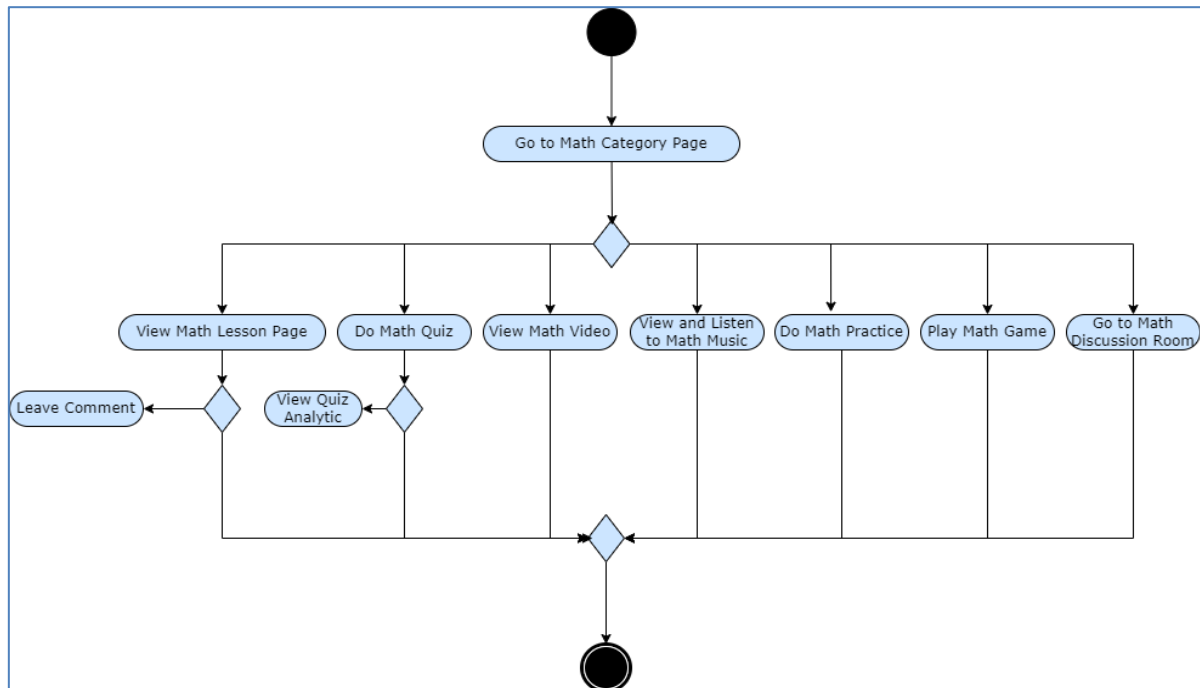 Go to Math Category Page
View Math Lesson Page
Do Math Quiz
View Math Video
View and Listen
to Math Music
Do Math Practice
Play Math Game
Go to Math
Discussion Room
Leave Comment
View Quiz
Analytic